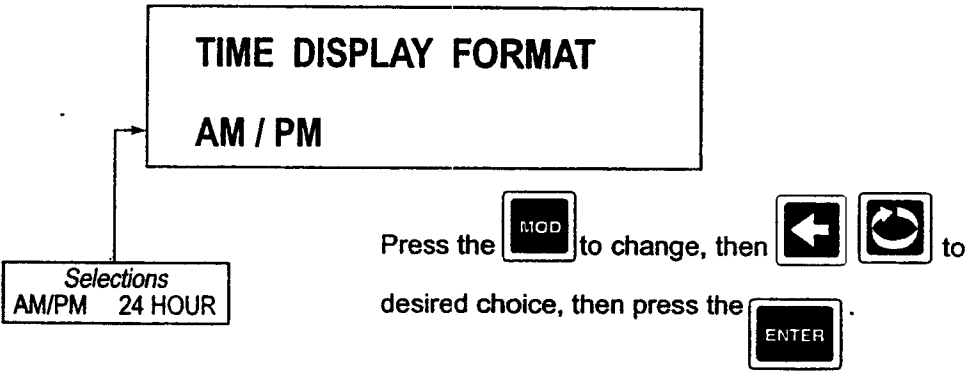 TIME DISPLAY FORMAT
AM / PM
Selections
AM/PM 24 HOUR
Press the MOD to change, then to
desired choice, then press the ENTER .